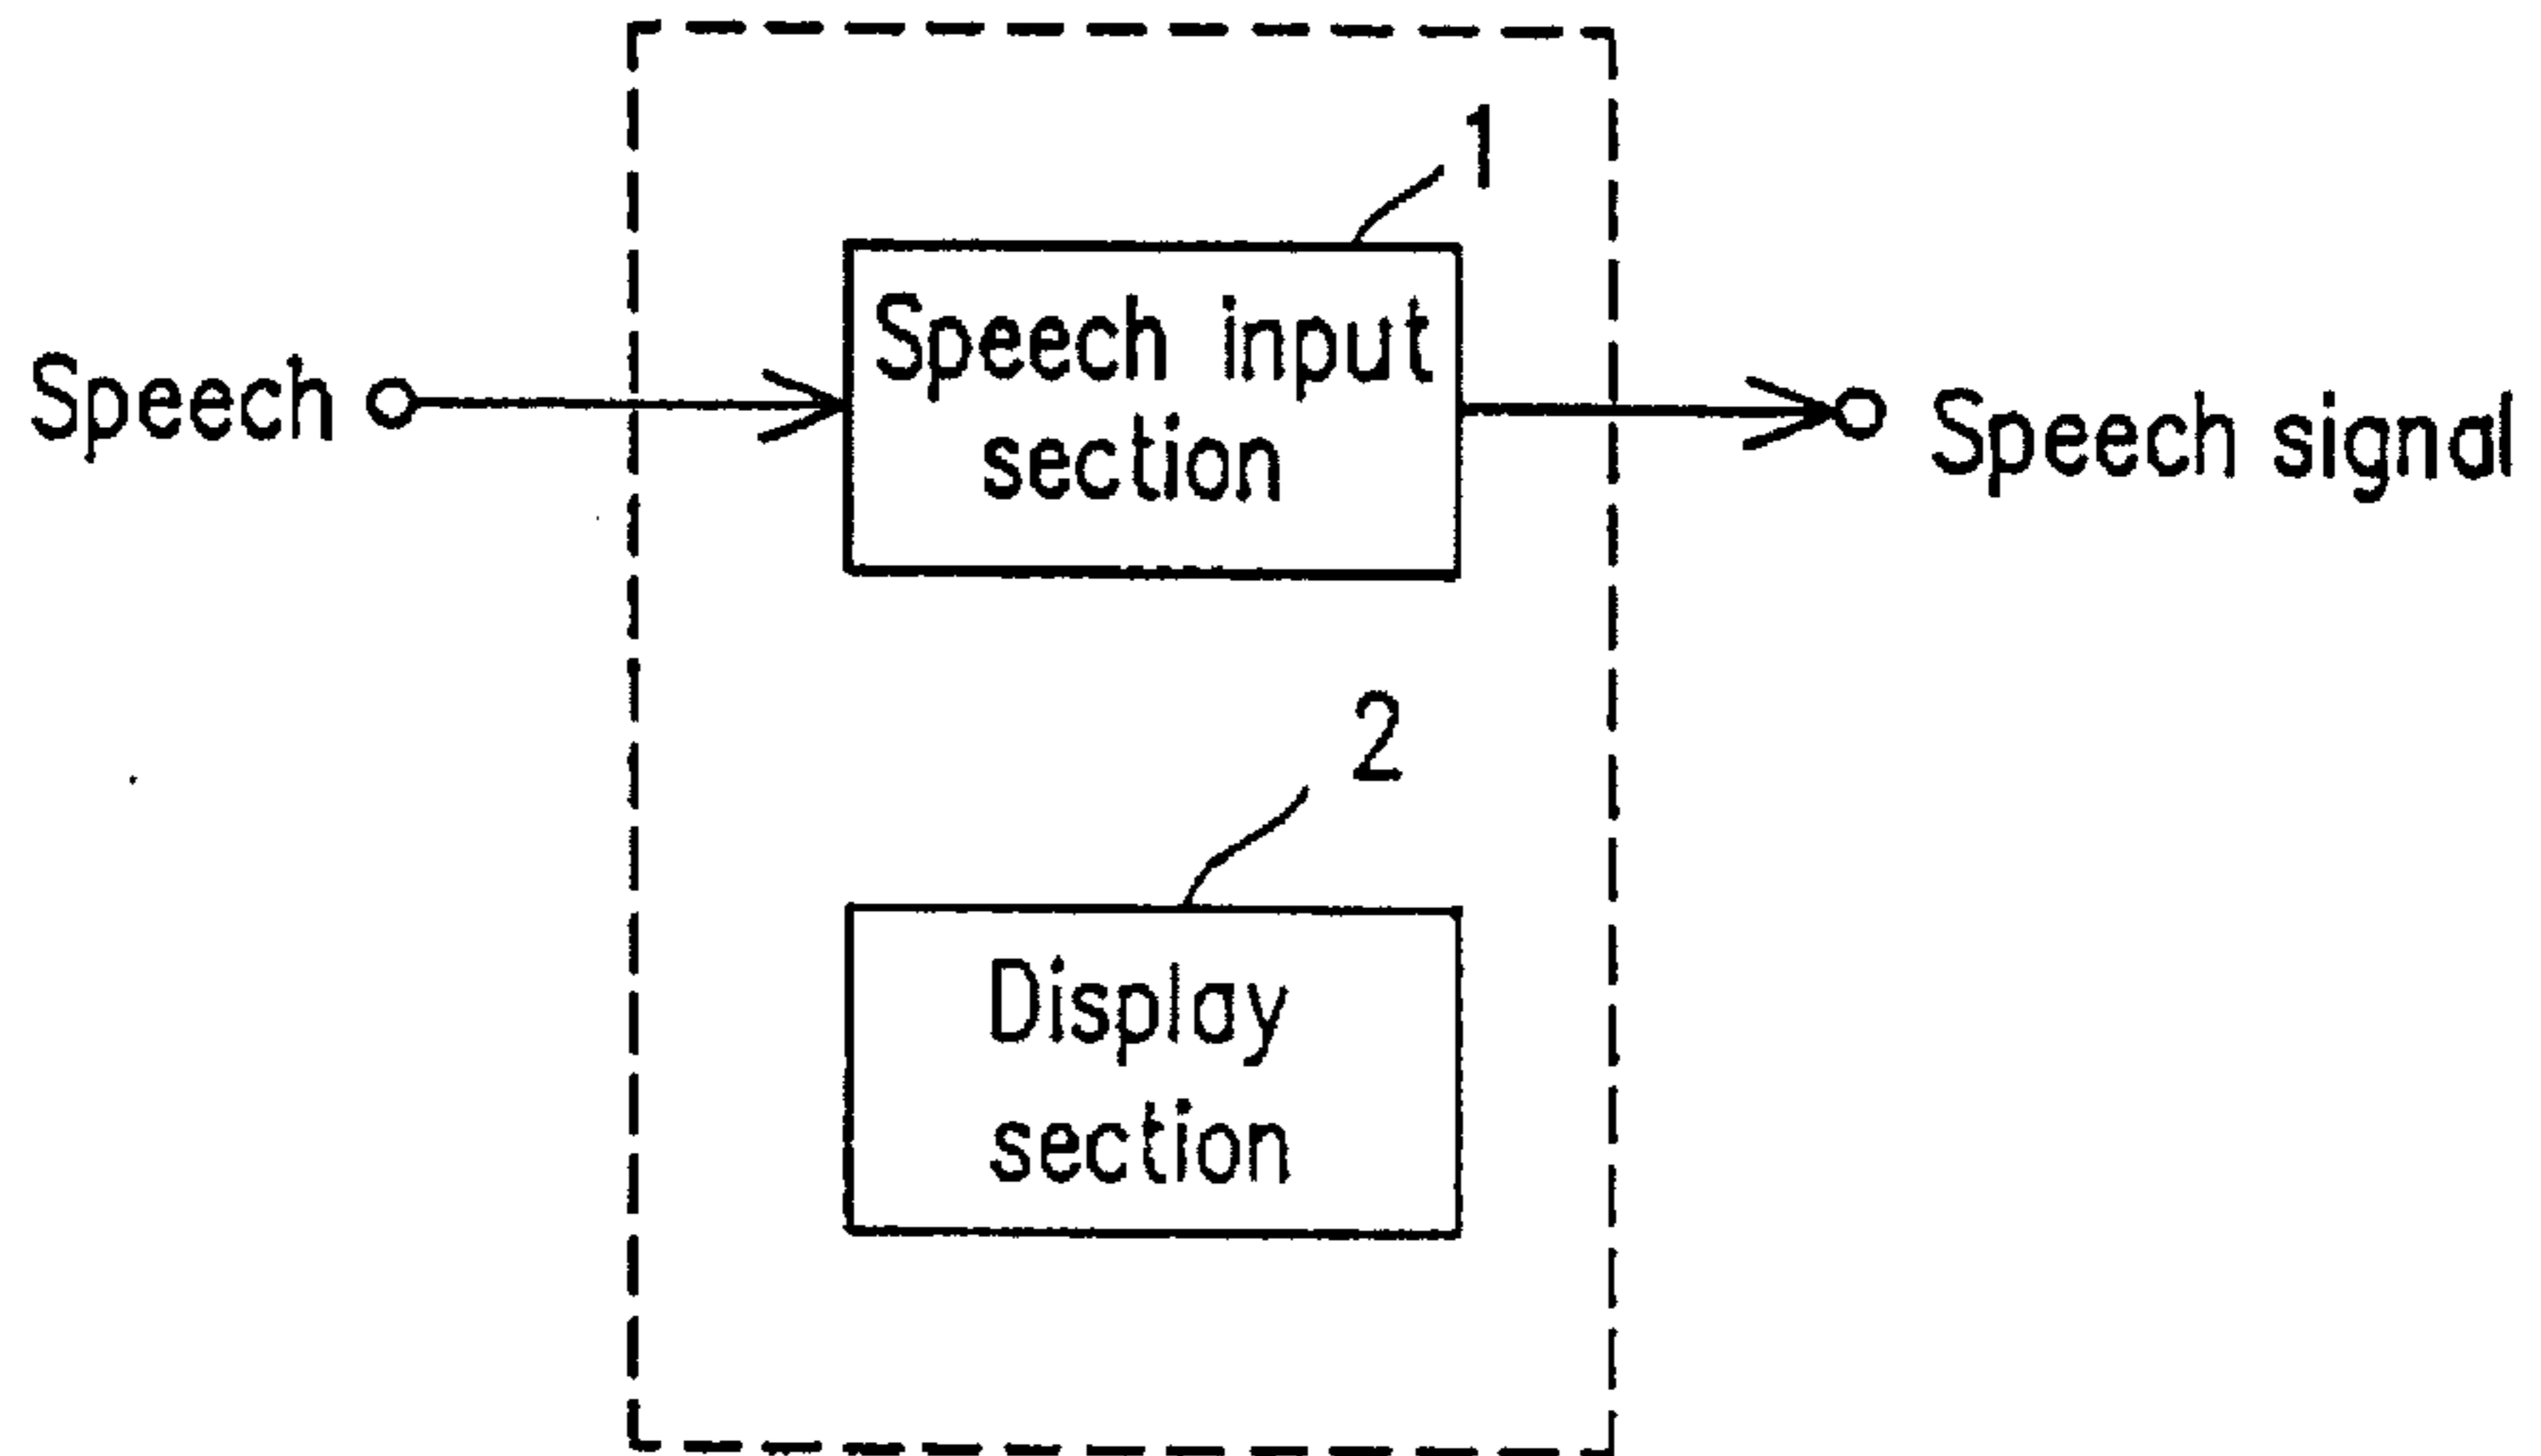 1
Speech
Speech input
section
Speech signal
2
Display
section